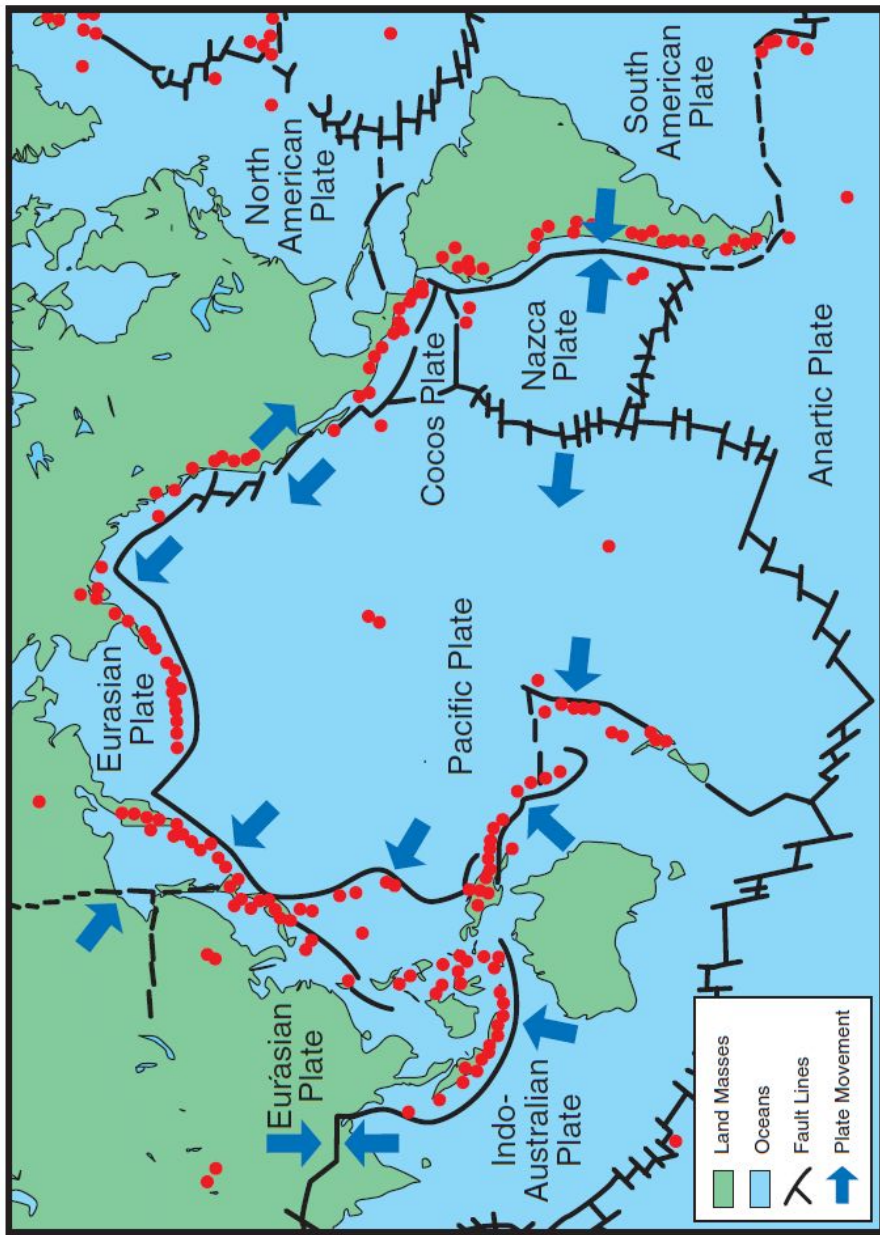 North
American
Plate
South
American
Plate
Eurasian
Plate
Cocos Plate
Nazca
Plate
Pacific Plate
Anartic Plate
Eurasian
Plate
Indo-
Australian
Plate
Land Masses
Oceans
Fault Lines
Plate Movement